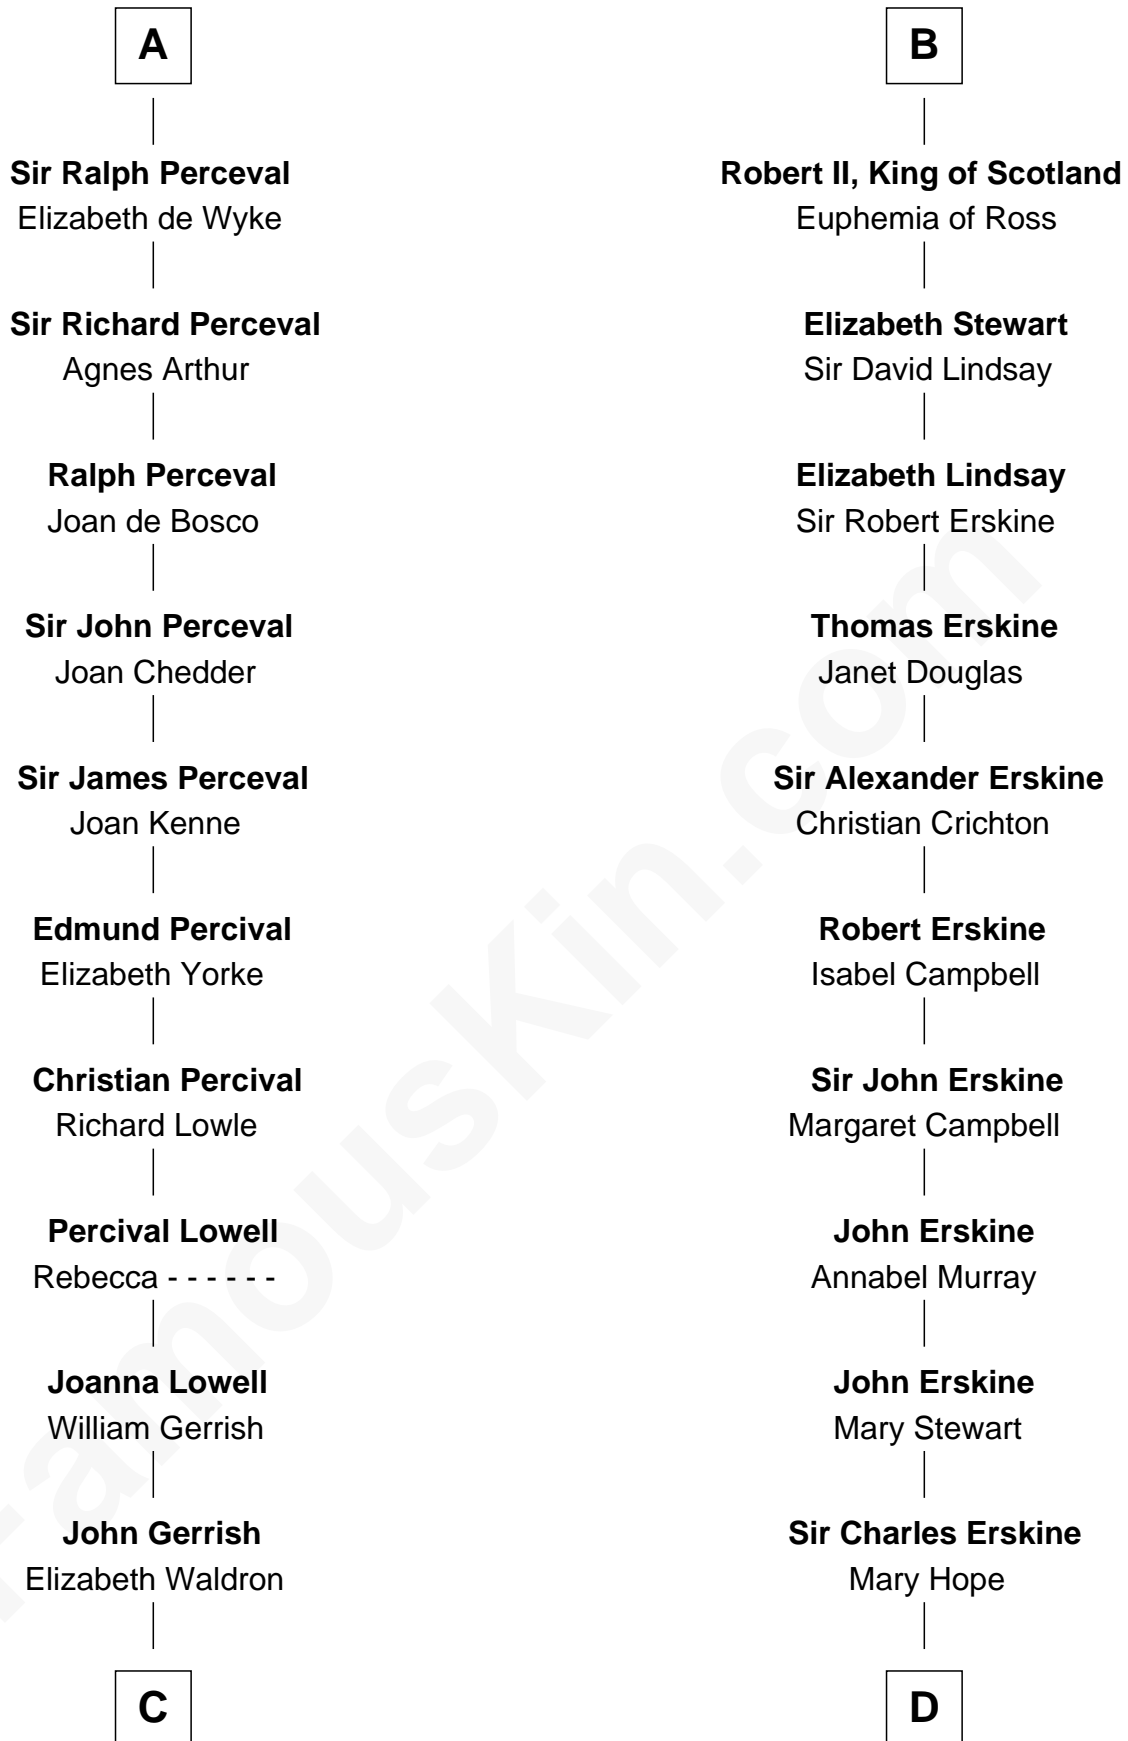 A
Sir Ralph Perceval
Elizabeth de Wyke
Sir Richard Perceval
Agnes Arthur
Ralph Perceval
Joan de Bosco
Sir John Perceval
Joan Chedder
Sir James Perceval
Joan Kenne
Edmund Percival
Elizabeth Yorke
Christian Percival
Richard Lowle
Percival Lowell
Rebecca - - - - - -
Joanna Lowell
William Gerrish
John Gerrish
Elizabeth Waldron
C
B
Robert II, King of Scotland
Euphemia of Ross
Elizabeth Stewart
Sir David Lindsay
Elizabeth Lindsay
Sir Robert Erskine
Thomas Erskine
Janet Douglas
Sir Alexander Erskine
Christian Crichton
Robert Erskine
Isabel Campbell
Sir John Erskine
Margaret Campbell
John Erskine
Annabel Murray
John Erskine
Mary Stewart
Sir Charles Erskine
Mary Hope
D
FamousKin.com